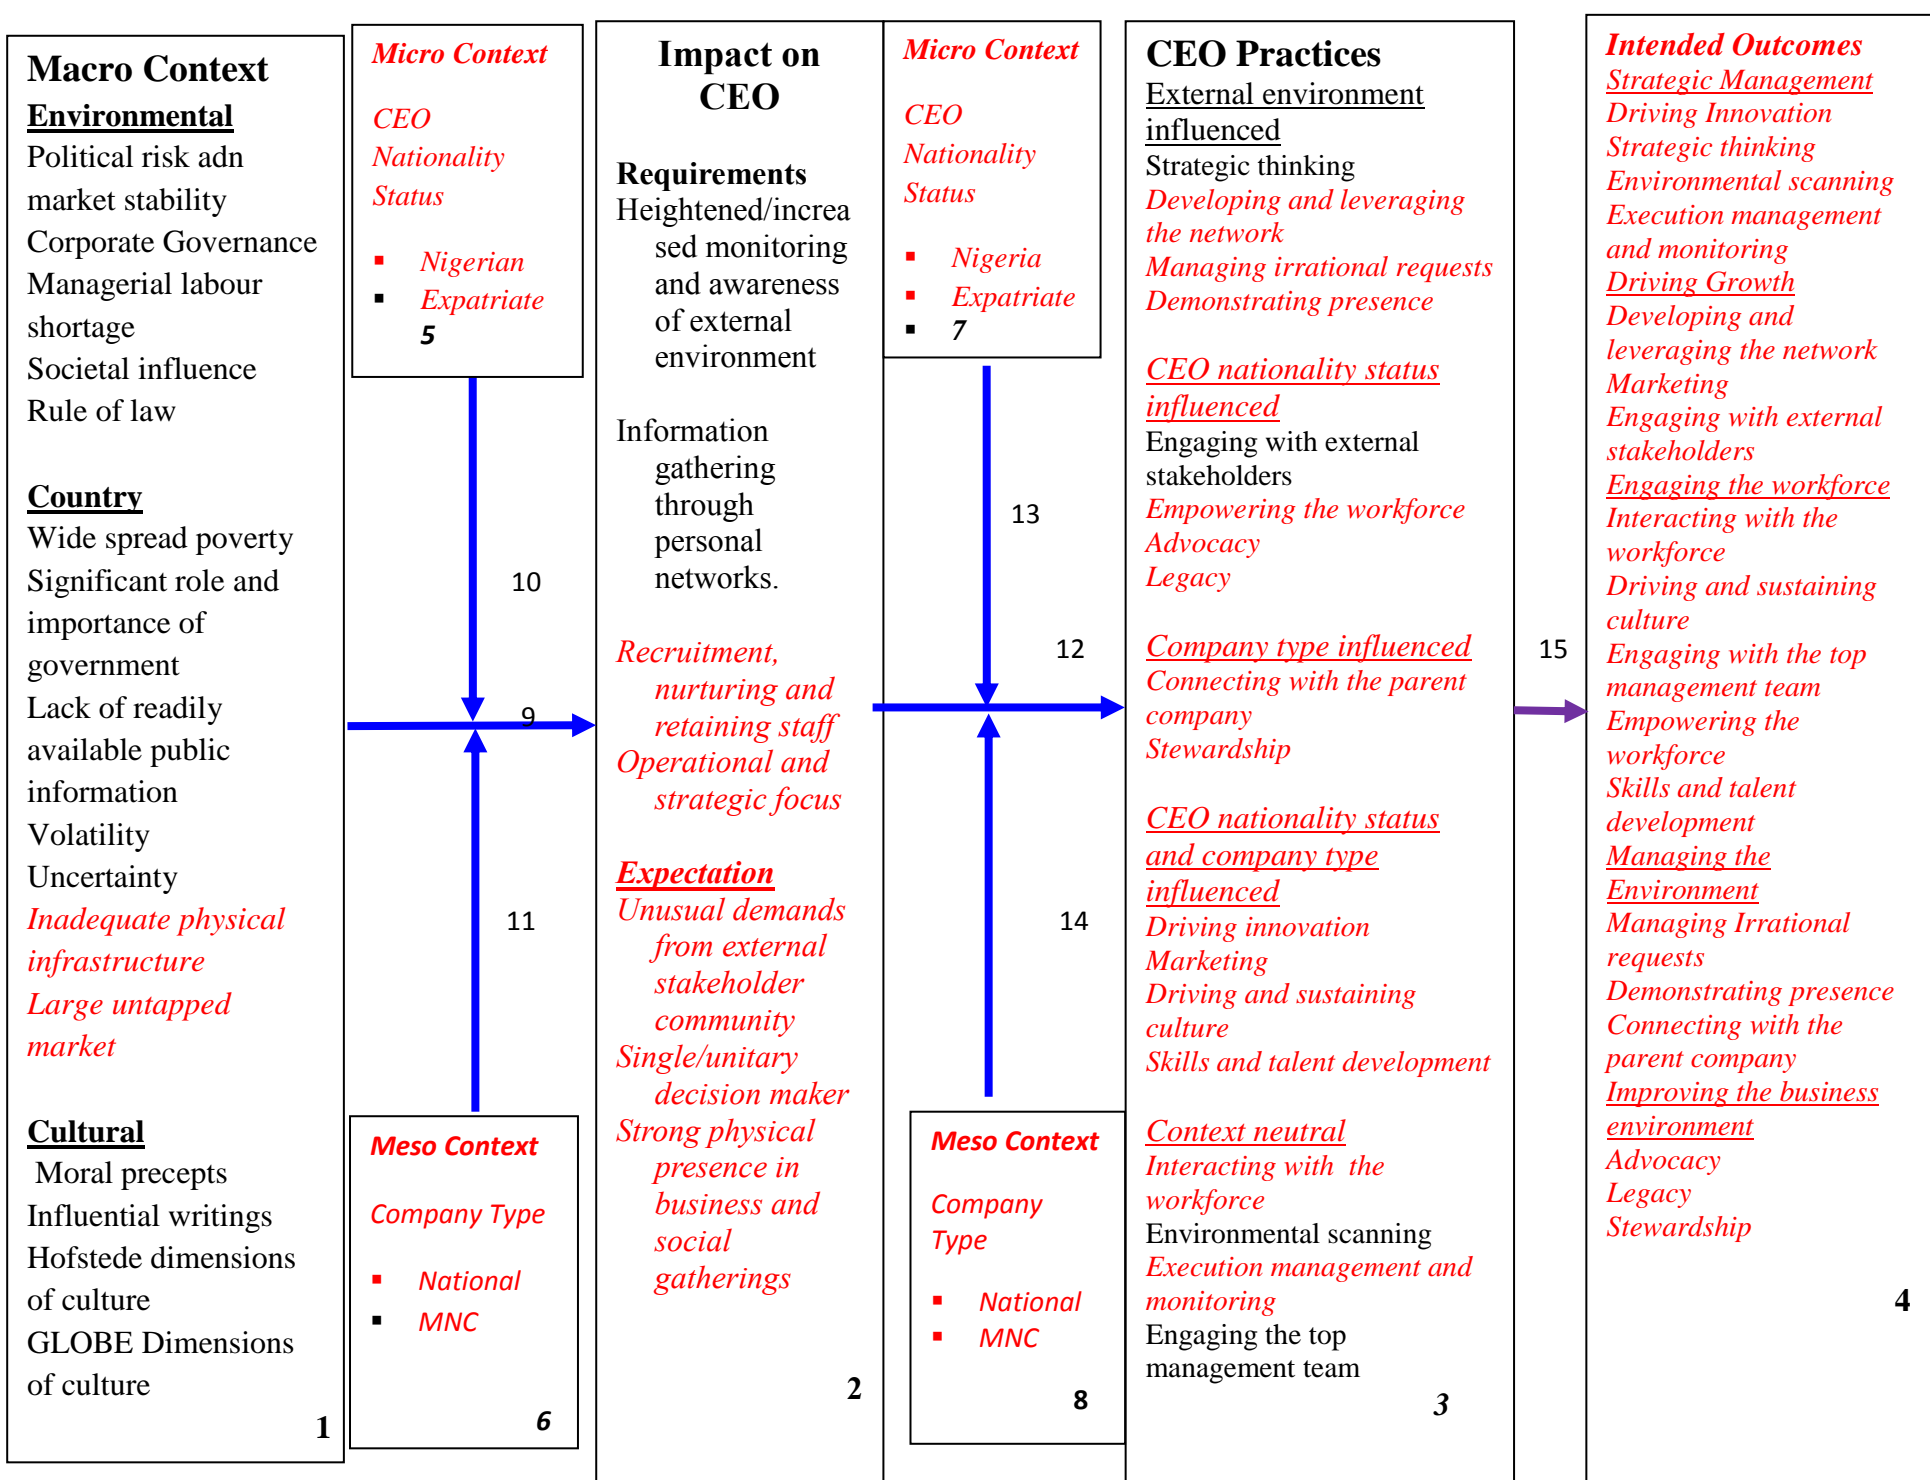 Macro Context
Environmental
Political risk adn
market stability
Corporate Governance
Managerial labour
shortage
Societal influence
Rule of law
Country
Wide spread poverty
Significant role and
importance of
government
Lack of readily
available public
information
Volatility
Uncertainty
Inadequate physical
infrastructure
Large untapped
market
Cultural
Moral precepts
Influential writings
Hofstede dimensions
of culture
GLOBE Dimensions
of culture
1
Micro Context
CEO
Nationality
Status
▪ Nigerian
▪ Expatriate
5
10
9
11
Meso Context
Company Type
▪ National
▪ MNC
6
Impact on
CEO
Requirements
Heightened/increa
sed monitoring
and awareness
of external
environment
Information
gathering
through
personal
networks.
Recruitment,
nurturing and
retaining staff
Operational and
strategic focus
Expectation
Unusual demands
from external
stakeholder
community
Single/unitary
decision maker
Strong physical
presence in
business and
social
gatherings
2
Micro Context
CEO
Nationality
Status
▪ Nigeria
▪ Expatriate
▪ 7
13
12
14
Meso Context
Company
Type
▪ National
▪ MNC
8
CEO Practices
External environment
influenced
Strategic thinking
Developing and leveraging
the network
Managing irrational requests
Demonstrating presence
CEO nationality status
influenced
Engaging with external
stakeholders
Empowering the workforce
Advocacy
Legacy
Company type influenced
Connecting with the parent
company
Stewardship
CEO nationality status
and company type
influenced
Driving innovation
Marketing
Driving and sustaining
culture
Skills and talent development
Context neutral
Interacting with the
workforce
Environmental scanning
Execution management and
monitoring
Engaging the top
management team
3
15
Intended Outcomes
Strategic Management
Driving Innovation
Strategic thinking
Environmental scanning
Execution management
and monitoring
Driving Growth
Developing and
leveraging the network
Marketing
Engaging with external
stakeholders
Engaging the workforce
Interacting with the
workforce
Driving and sustaining
culture
Engaging with the top
management team
Empowering the
workforce
Skills and talent
development
Managing the
Environment
Managing Irrational
requests
Demonstrating presence
Connecting with the
parent company
Improving the business
environment
Advocacy
Legacy
Stewardship
4